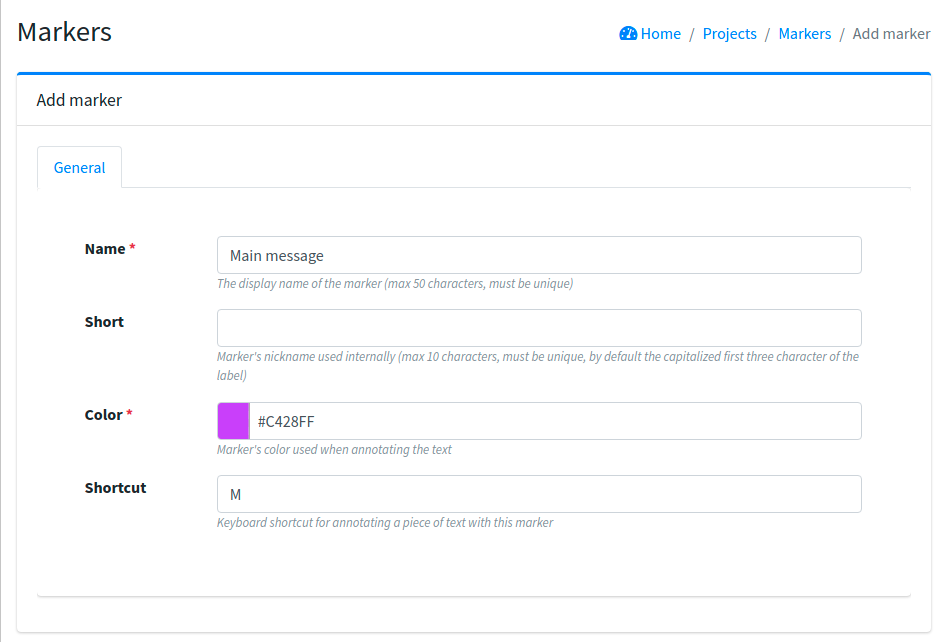 Markers
Home / Projects / Markers / Add marker
Add marker
General
Name *
Main message
The display name of the marker (max 50 characters, must be unique)
Short
Marker's nickname used internally (max 10 characters, must be unique, by default the capitalized first three character of the
label)
Color *
#C428FF
Marker's color used when annotating the text
Shortcut
M
Keyboard shortcut for annotating a piece of text with this marker